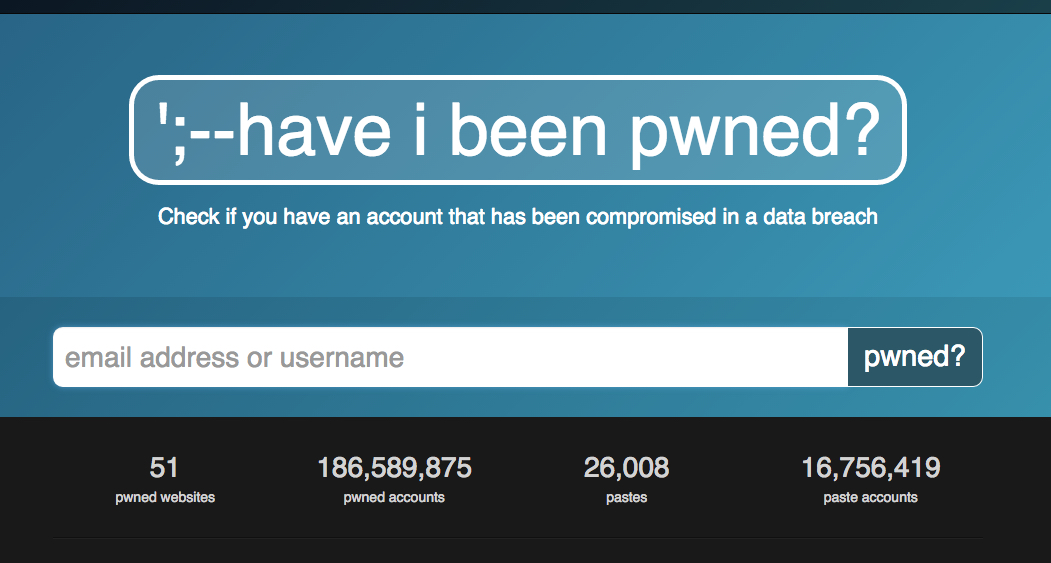 ';--have i been pwned?
Check if you have an account that has been compromised in a data breach
email address or username
pwned?
51 186,589,875 26,008 16,756,419
pwned websites pwned accounts pastes paste accounts